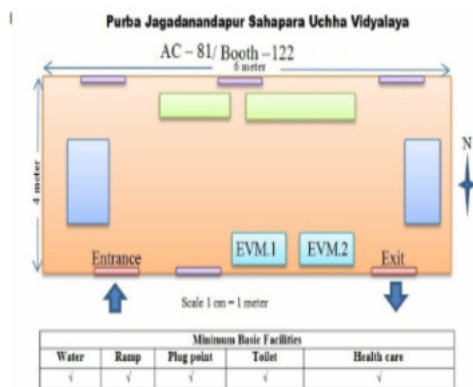 Purba Jagadanandapur Sahapara Uchha Vidyalaya
AC – 81/ Booth –122
6 meter
4 meter
N
EVM.1 EVM.2
Entrance Exit
Scale 1 cm = 1 meter
Minimum Basic Facilities
Water Ramp Plug point Toilet Health care
√ √ √ √ √